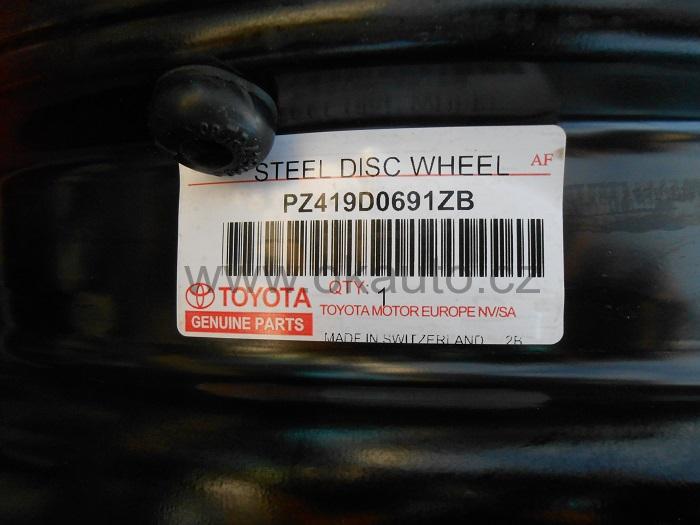 STEEL DISC WHEEL AF
PZ419D0691ZB
www.okauto.cz
QTY: 1
TOYOTA
TOYOTA MOTOR EUROPE NV/SA
GENUINE PARTS
MADE IN SWITZERLAND 2B